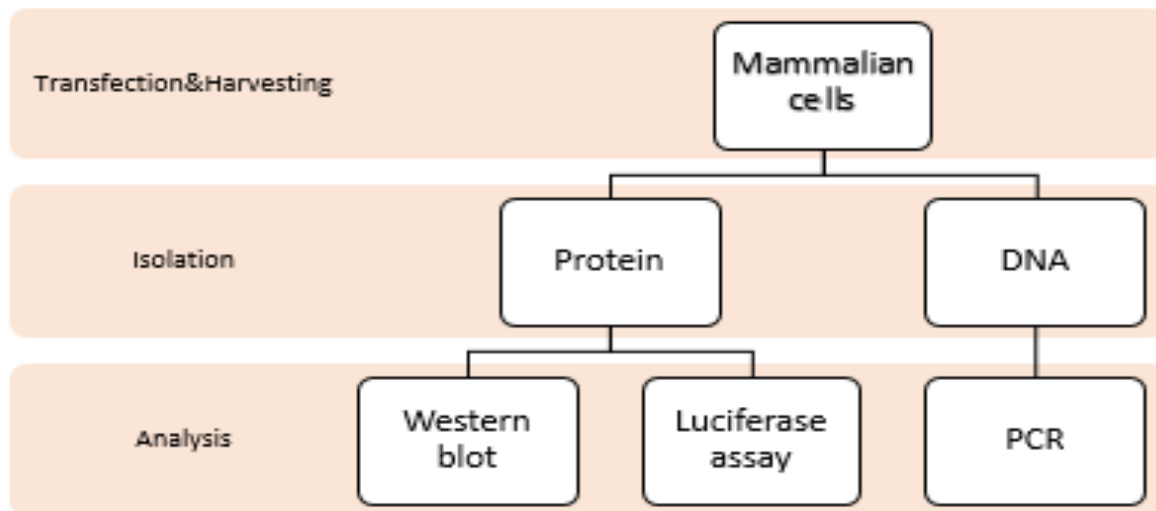 Transfection&Harvesting
Mammalian
cells
Isolation
Protein
DNA
Analysis
Western
blot
Luciferase
assay
PCR